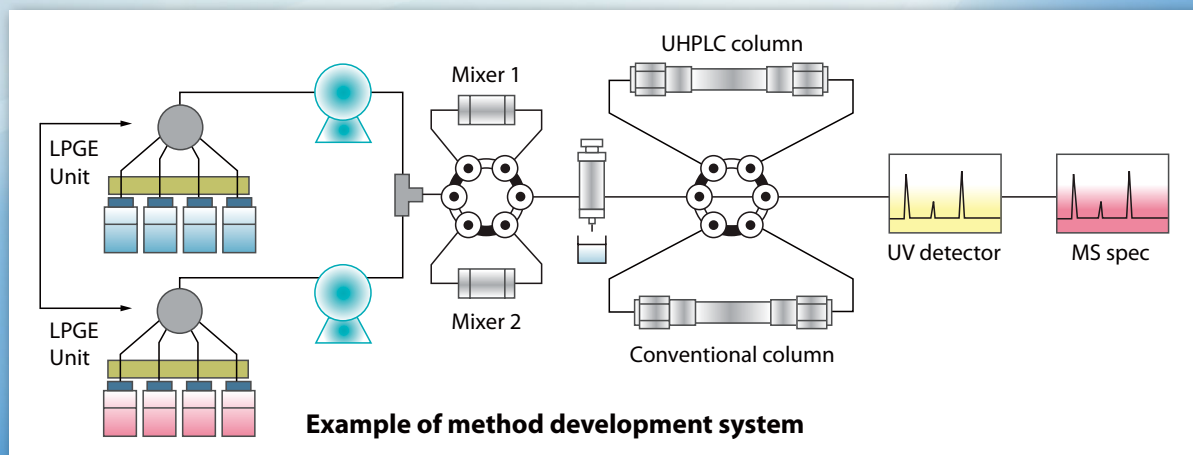 UHPLC column
Mixer 1
LPGE
Unit
UV detector
MS spec
LPGE
Unit
Mixer 2
Conventional column
Example of method development system